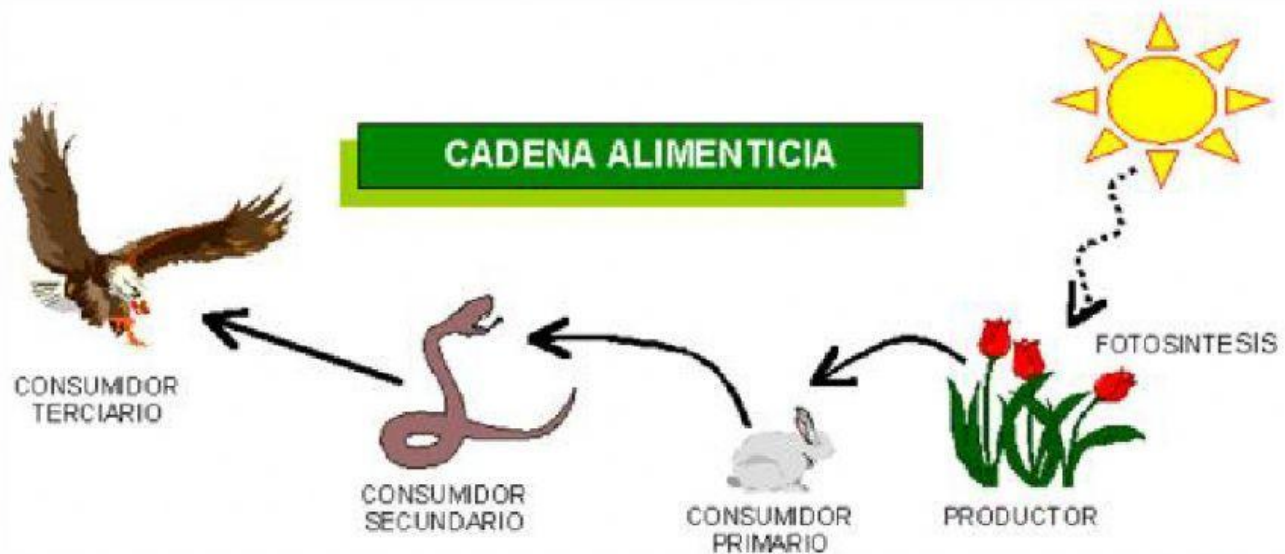 CADENA ALIMENTICIA
FOTOSINTESIS
CONSUMIDOR
TERCIARIO
CONSUMIDOR
SECUNDARIO
CONSUMIDOR
PRIMARIO
PRODUCTOR